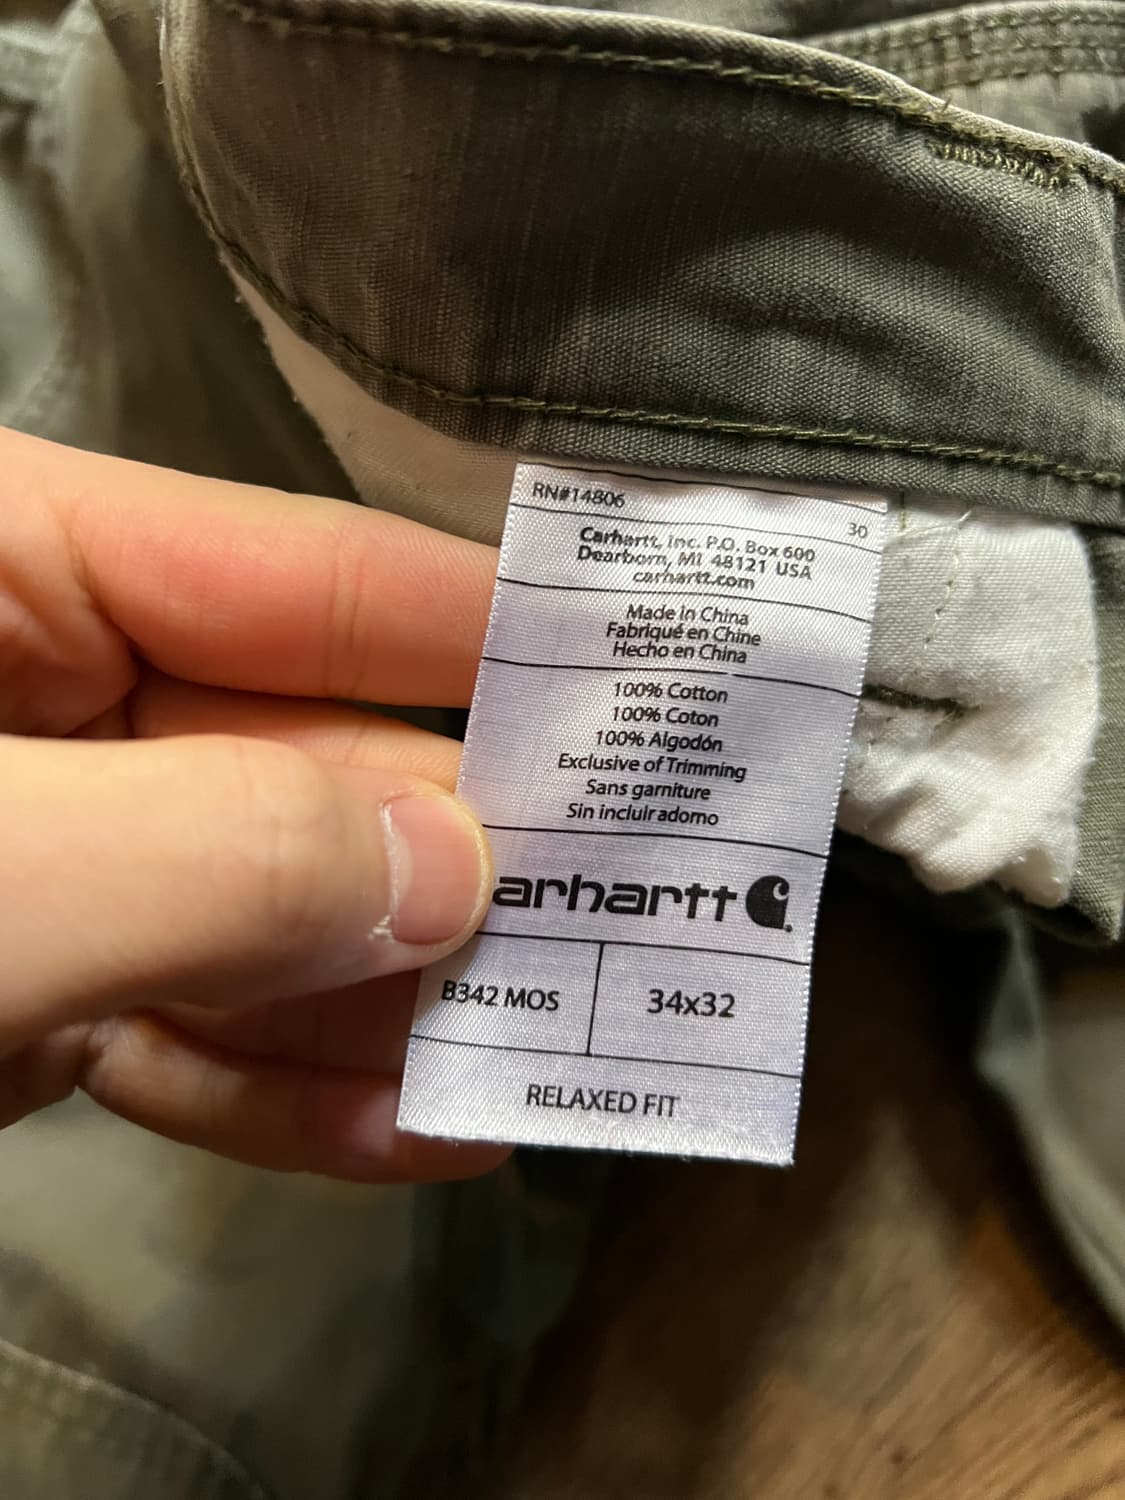 RN#14806
30
Carhartt, Inc. P.O. Box 600
Dearborn, MI 48121 USA
carhartt.com
Made in China
Fabriqué en Chine
Hecho en China
100% Cotton
100% Coton
100% Algodón
Exclusive of Trimming
Sans garniture
Sin incluir adorno
arhartt
B342 MOS
34x32
RELAXED FIT